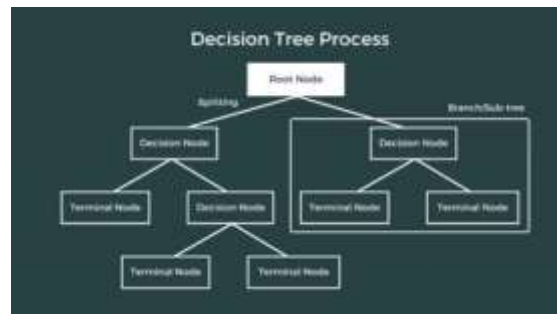 Decision Tree Process
Root Node
Splitting
Branch/Sub-tree
Decision Node
Decision Node
Terminal Node
Decision Node
Terminal Node
Terminal Node
Terminal Node
Terminal Node